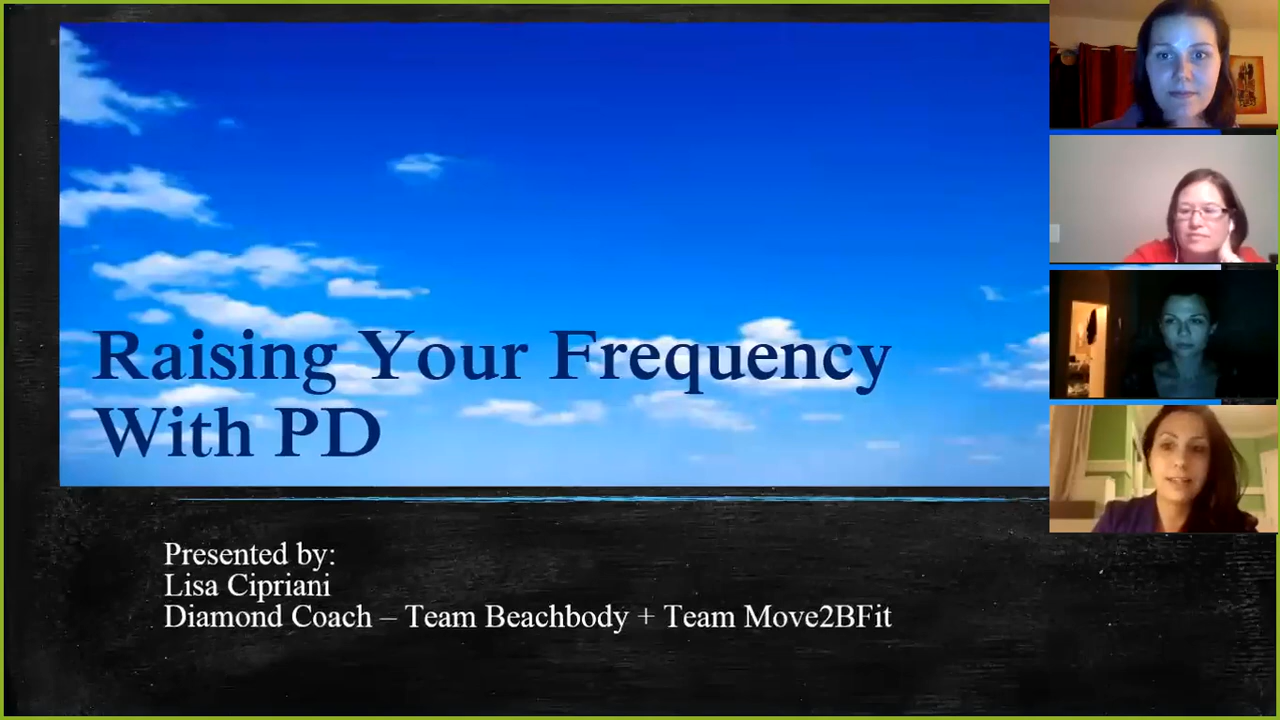 Raising Your Frequency
With PD
Presented by:
Lisa Cipriani
Diamond Coach – Team Beachbody + Team Move2BFit